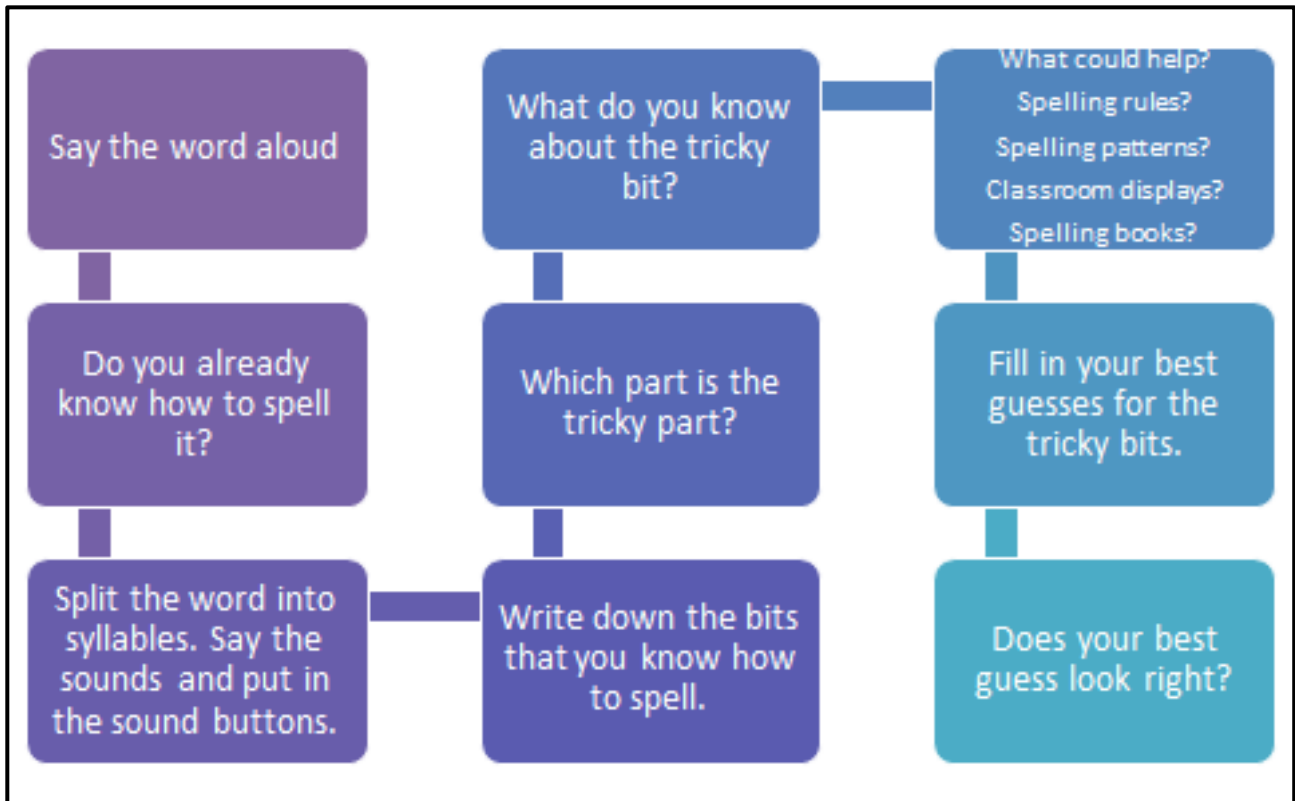 Say the word aloud
Do you already
know how to spell
it?
Split the word into
syllables. Say the
sounds and put in
the sound buttons.
Write down the bits
that you know how
to spell.
Which part is the
tricky part?
What do you know
about the tricky
bit?
What could help?
Spelling rules?
Spelling patterns?
Classroom displays?
Spelling books?
Fill in your best
guesses for the
tricky bits.
Does your best
guess look right?